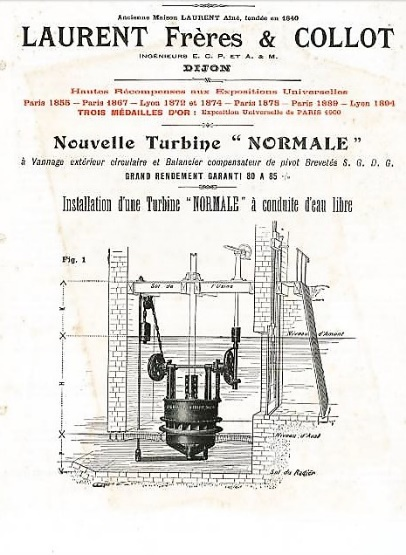 Ancienne Maison LAURENT Aîné, fondée en 1840
LAURENT Frères & COLLOT
INGÉNIEURS E. C. P. ET A. & M.
DIJON
Hautes Récompenses aux Expositions Universelles
Paris 1855 — Paris 1867 — Lyon 1872 et 1874 — Paris 1878 — Paris 1889 — Lyon 1894
TROIS MÉDAILLES D'OR : Exposition Universelle de PARIS 1900
Nouvelle Turbine “ NORMALE ”
à Vannage extérieur circulaire et Balancier compensateur de pivot Brevetés S. G. D. G.
GRAND RENDEMENT GARANTI 80 A 85 %
Installation d'une Turbine “NORMALE” à conduite d'eau libre
Fig. 1
Sol de l'Usine
Niveau d'Amont
H
Niveau d'Aval
Sol du Radier